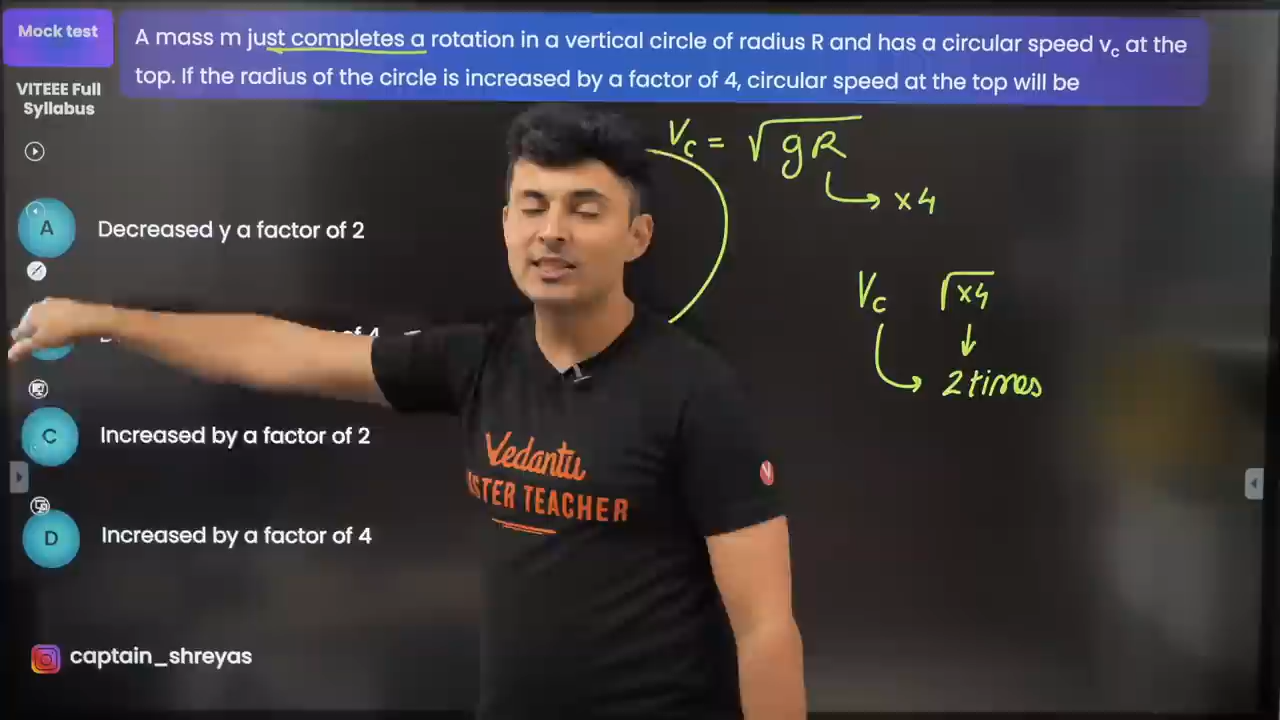 Mock test
A mass m just completes a rotation in a vertical circle of radius R and has a circular speed vc at the
top. If the radius of the circle is increased by a factor of 4, circular speed at the top will be
VITEEE Full
Syllabus
Vc = √gR
x4
A Decreased y a factor of 2
Vc √x4
of 4
2 times
C Increased by a factor of 2
Vedantu
TEACHER
D Increased by a factor of 4
captain_shreyas